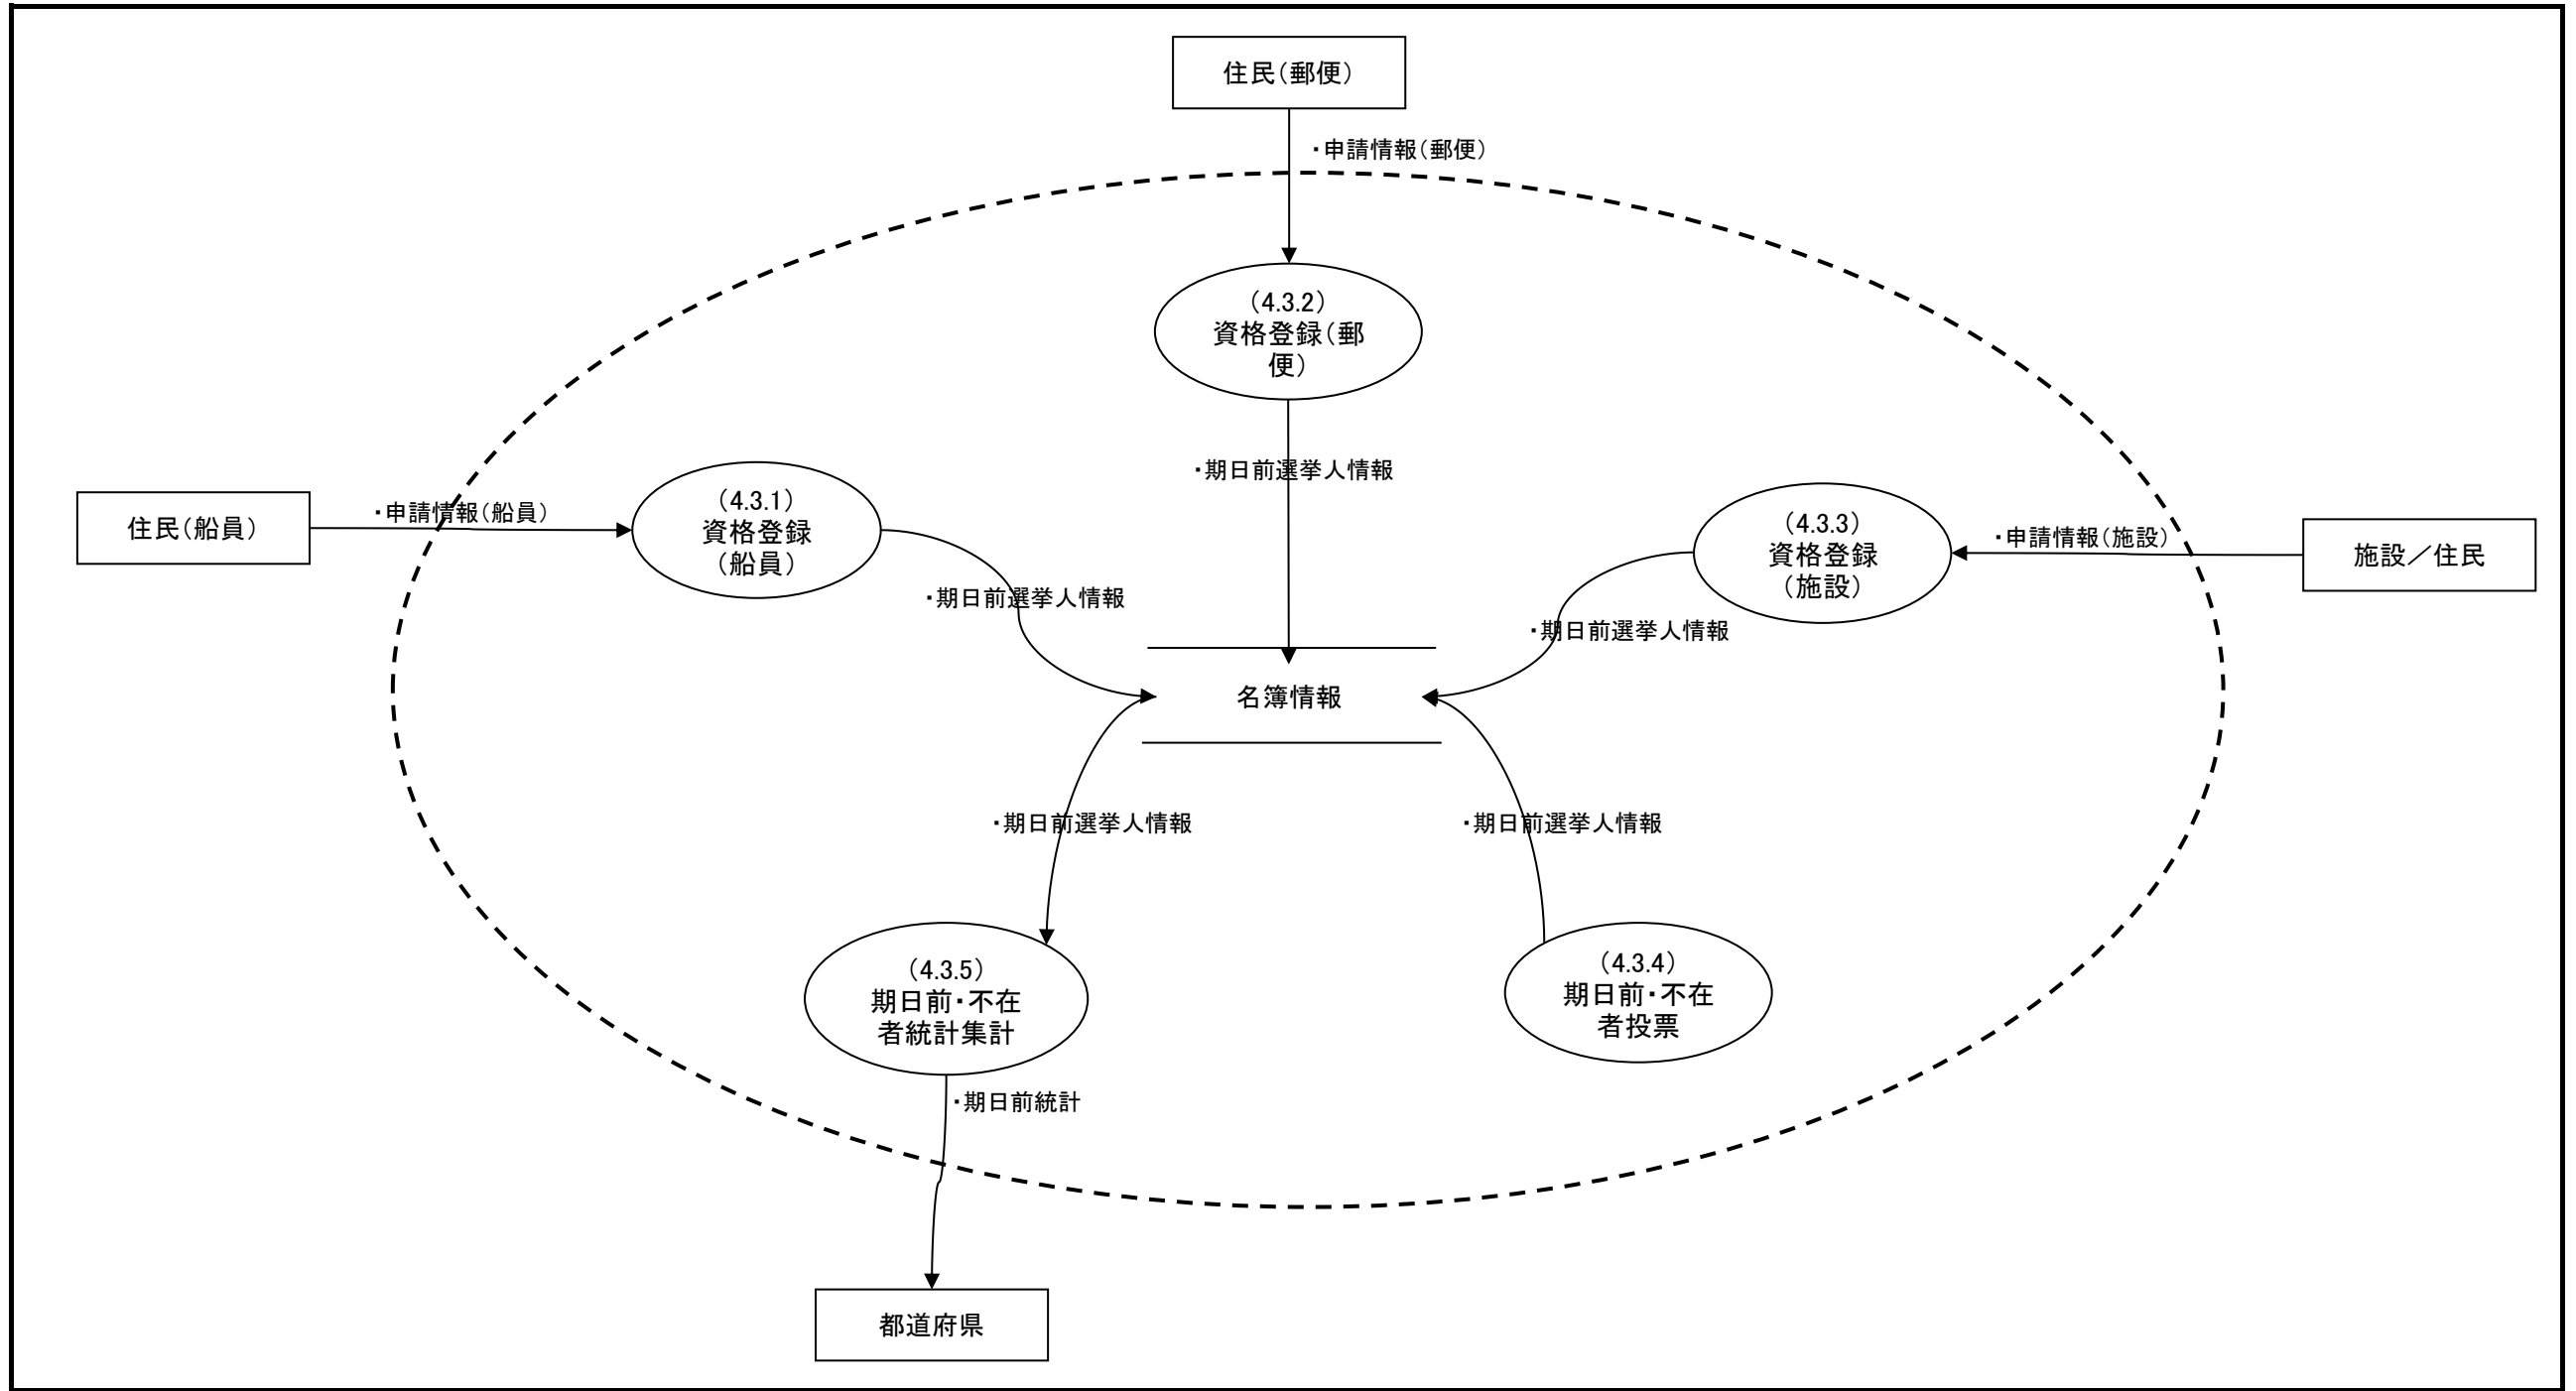 住民(郵便)
・申請情報(郵便)
(4.3.2)
資格登録(郵
便)
・期日前選挙人情報
住民(船員)
・申請情報(船員)
(4.3.1)
資格登録
(船員)
・期日前選挙人情報
(4.3.3)
資格登録
(施設)
・申請情報(施設)
施設／住民
・期日前選挙人情報
名簿情報
・期日前選挙人情報
・期日前選挙人情報
(4.3.5)
期日前・不在
者統計集計
(4.3.4)
期日前・不在
者投票
・期日前統計
都道府県